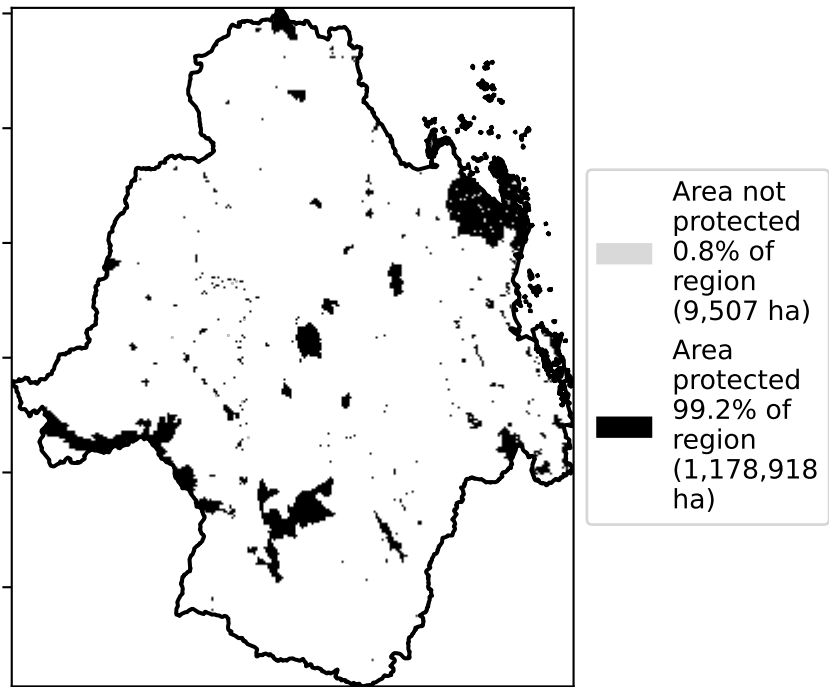 Area not
protected
0.8% of
region
(9,507 ha)
Area
protected
99.2% of
region
(1,178,918
ha)